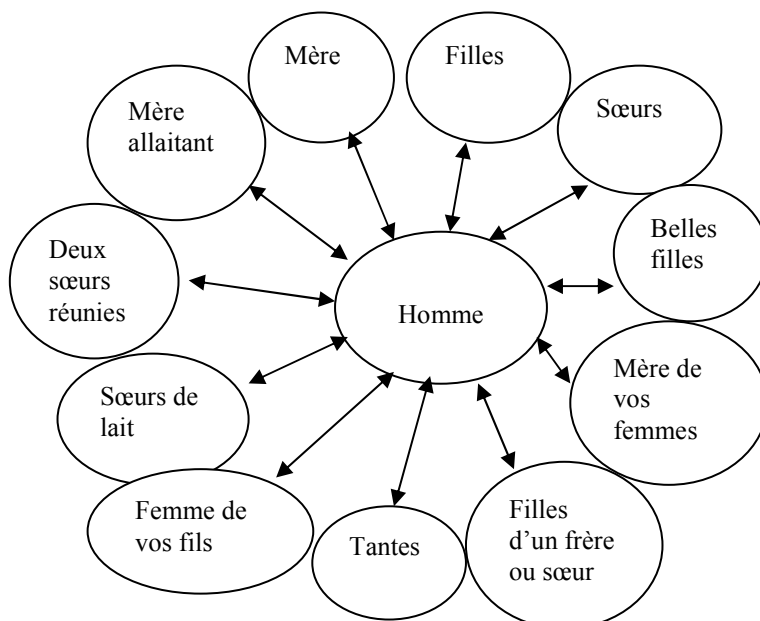 Mère
Filles
Sœurs
Belles
filles
Mère de
vos
femmes
Filles
d'un frère
ou sœur
Tantes
Femme de
vos fils
Sœurs de
lait
Deux
sœurs
réunies
Mère
allaitant
Homme